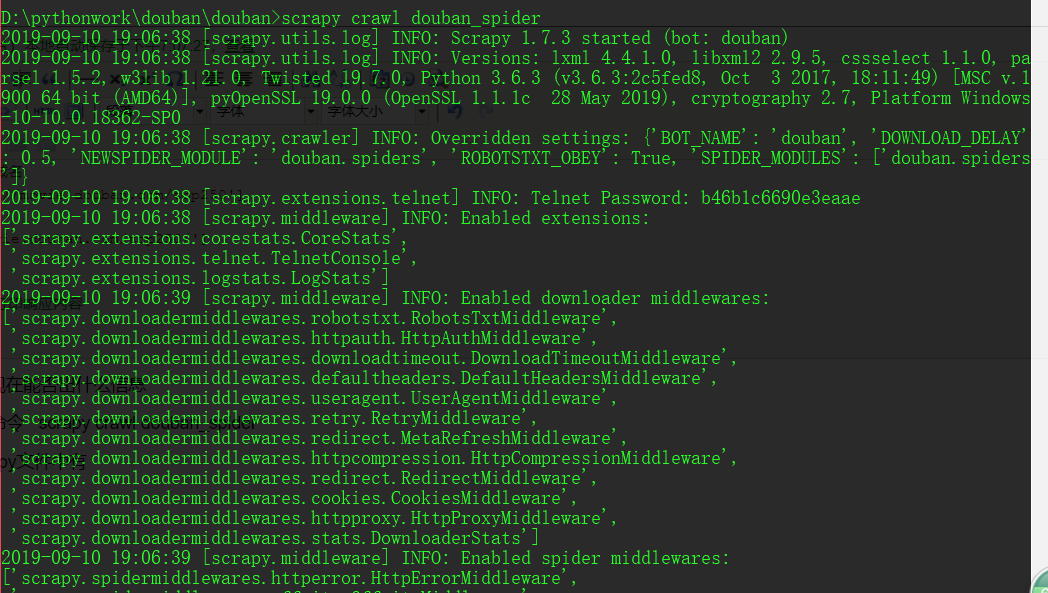 D:\pythonwork\douban\douban>scrapy crawl douban_spider
2019-09-10 19:06:38 [scrapy.utils.log] INFO: Scrapy 1.7.3 started (bot: douban)
2019-09-10 19:06:38 [scrapy.utils.log] INFO: Versions: lxml 4.4.1.0, libxml2 2.9.5, cssselect 1.1.0, pa
rsel 1.5.2, w3lib 1.21.0, Twisted 19.7.0, Python 3.6.3 (v3.6.3:2c5fed8, Oct  3 2017, 18:11:49) [MSC v.1
900 64 bit (AMD64)], pyOpenSSL 19.0.0 (OpenSSL 1.1.1c  28 May 2019), cryptography 2.7, Platform Windows
-10-10.0.18362-SP0
2019-09-10 19:06:38 [scrapy.crawler] INFO: Overridden settings: {'BOT_NAME': 'douban', 'DOWNLOAD_DELAY'
: 0.5, 'NEWSPIDER_MODULE': 'douban.spiders', 'ROBOTSTXT_OBEY': True, 'SPIDER_MODULES': ['douban.spiders
']}
2019-09-10 19:06:38 [scrapy.extensions.telnet] INFO: Telnet Password: b46b1c6690e3eaae
2019-09-10 19:06:38 [scrapy.middleware] INFO: Enabled extensions:
['scrapy.extensions.corestats.CoreStats',
 'scrapy.extensions.telnet.TelnetConsole',
 'scrapy.extensions.logstats.LogStats']
2019-09-10 19:06:39 [scrapy.middleware] INFO: Enabled downloader middlewares:
['scrapy.downloadermiddlewares.robotstxt.RobotsTxtMiddleware',
 'scrapy.downloadermiddlewares.httpauth.HttpAuthMiddleware',
 'scrapy.downloadermiddlewares.downloadtimeout.DownloadTimeoutMiddleware',
 'scrapy.downloadermiddlewares.defaultheaders.DefaultHeadersMiddleware',
 'scrapy.downloadermiddlewares.useragent.UserAgentMiddleware',
 'scrapy.downloadermiddlewares.retry.RetryMiddleware',
 'scrapy.downloadermiddlewares.redirect.MetaRefreshMiddleware',
 'scrapy.downloadermiddlewares.httpcompression.HttpCompressionMiddleware',
 'scrapy.downloadermiddlewares.redirect.RedirectMiddleware',
 'scrapy.downloadermiddlewares.cookies.CookiesMiddleware',
 'scrapy.downloadermiddlewares.httpproxy.HttpProxyMiddleware',
 'scrapy.downloadermiddlewares.stats.DownloaderStats']
2019-09-10 19:06:39 [scrapy.middleware] INFO: Enabled spider middlewares:
['scrapy.spidermiddlewares.httperror.HttpErrorMiddleware',